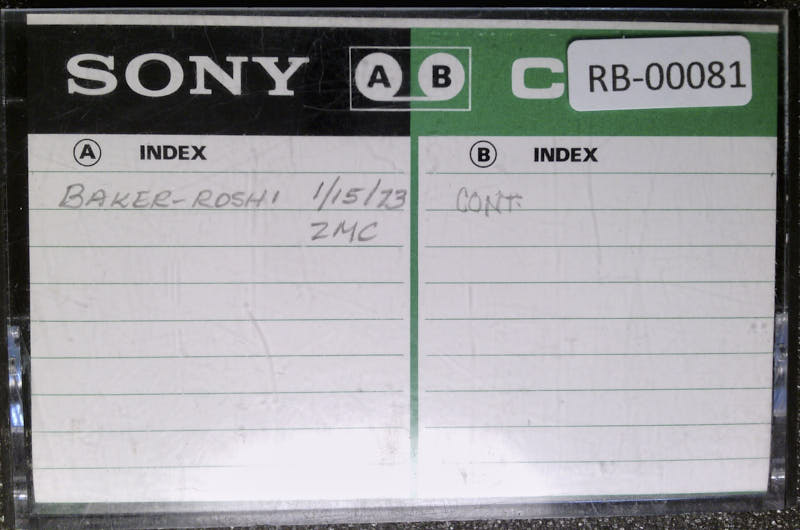 SONY A B C RB-00081
A INDEX
BAKER-ROSHI 1/15/73
ZMC
B INDEX
CONT.